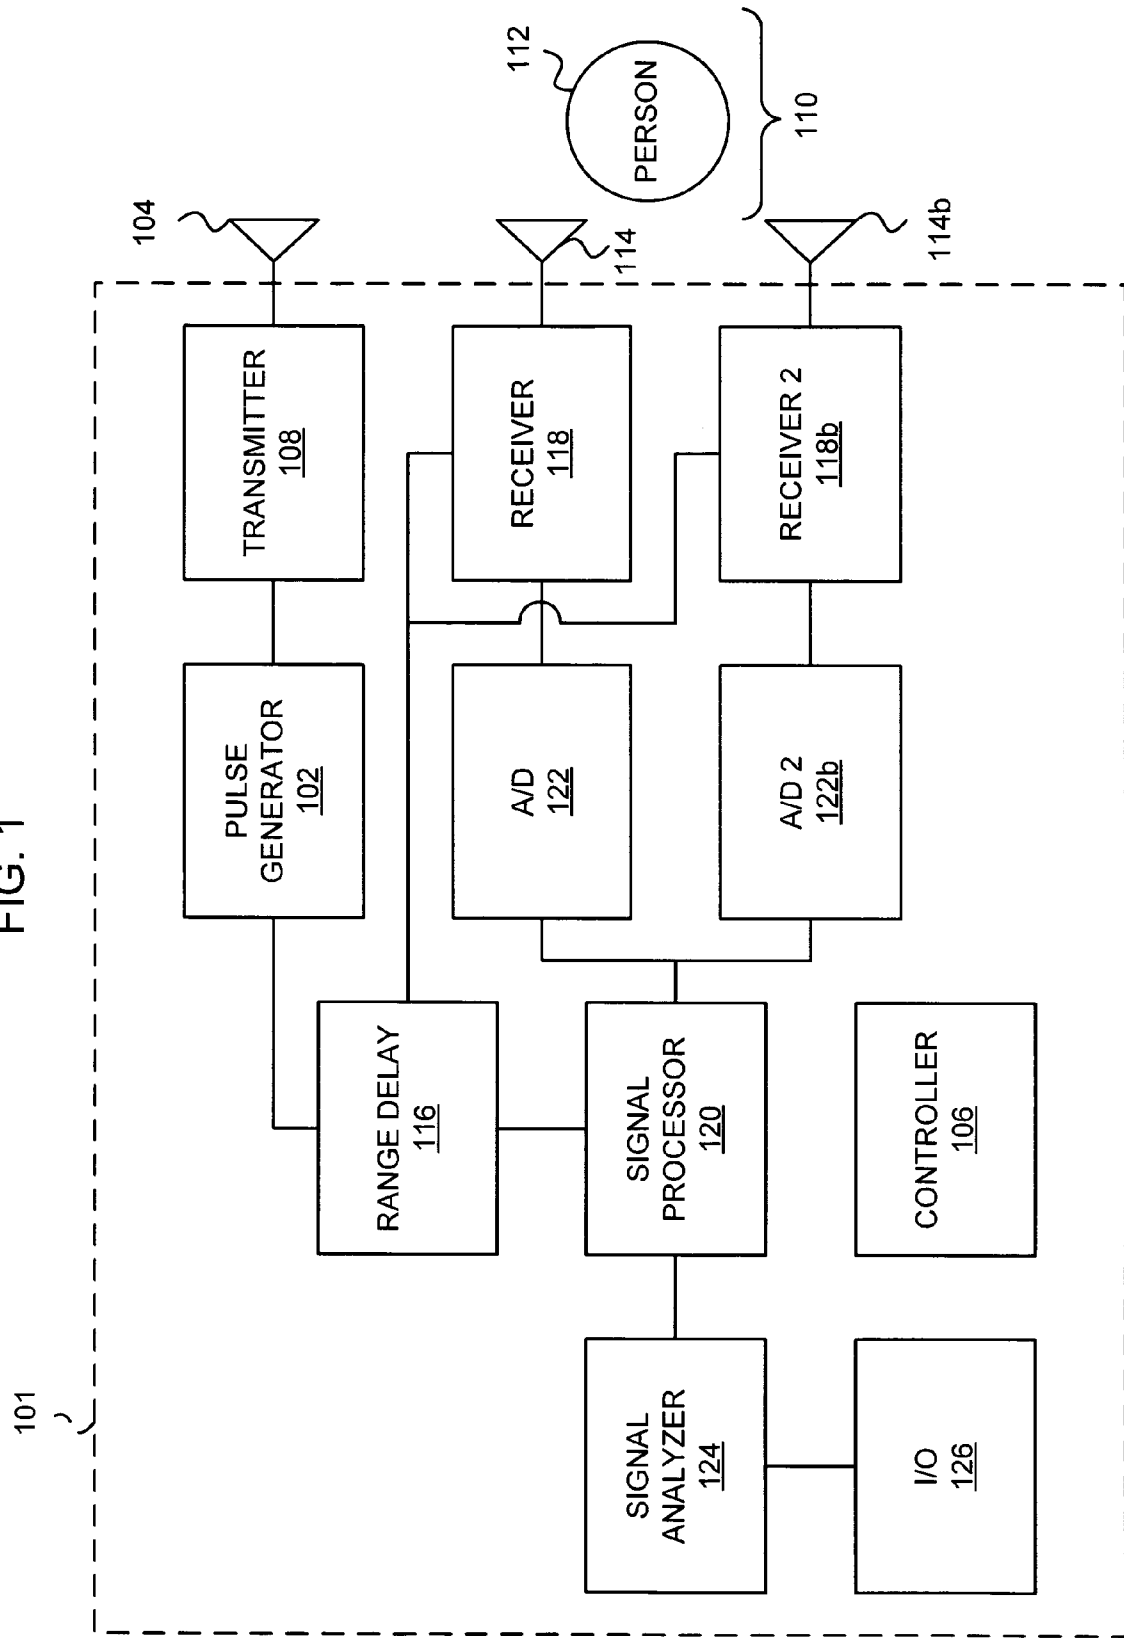 FIG. 1
101
104
TRANSMITTER
108
PULSE
GENERATOR
102
112
PERSON
110
114
RECEIVER
118
A/D
122
RANGE DELAY
116
114b
RECEIVER 2
118b
A/D 2
122b
SIGNAL
PROCESSOR
120
SIGNAL
ANALYZER
124
CONTROLLER
106
I/O
126